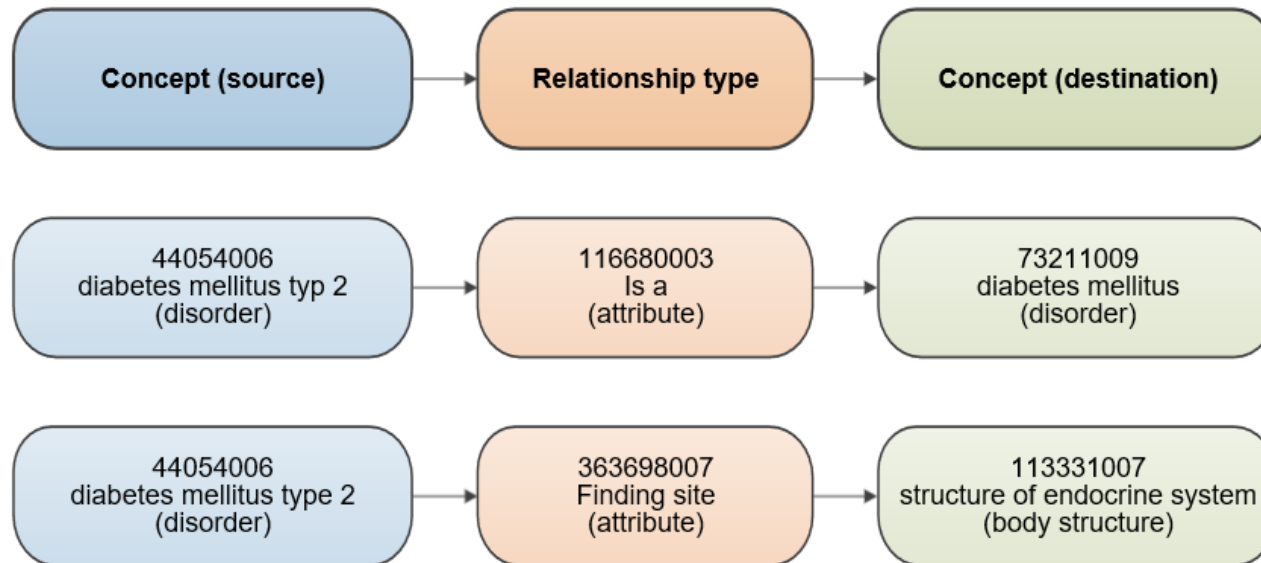 Concept (source)
Relationship type
Concept (destination)
44054006
diabetes mellitus typ 2
(disorder)
116680003
Is a
(attribute)
73211009
diabetes mellitus
(disorder)
44054006
diabetes mellitus type 2
(disorder)
363698007
Finding site
(attribute)
113331007
structure of endocrine system
(body structure)